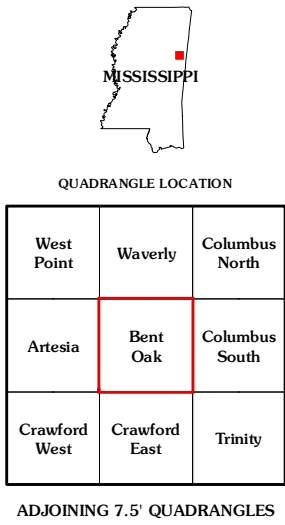 MISSISSIPPI
QUADRANGLE LOCATION
West
Point
Waverly
Columbus
North
Artesia
Bent
Oak
Columbus
South
Crawford
West
Crawford
East
Trinity
ADJOINING 7.5' QUADRANGLES